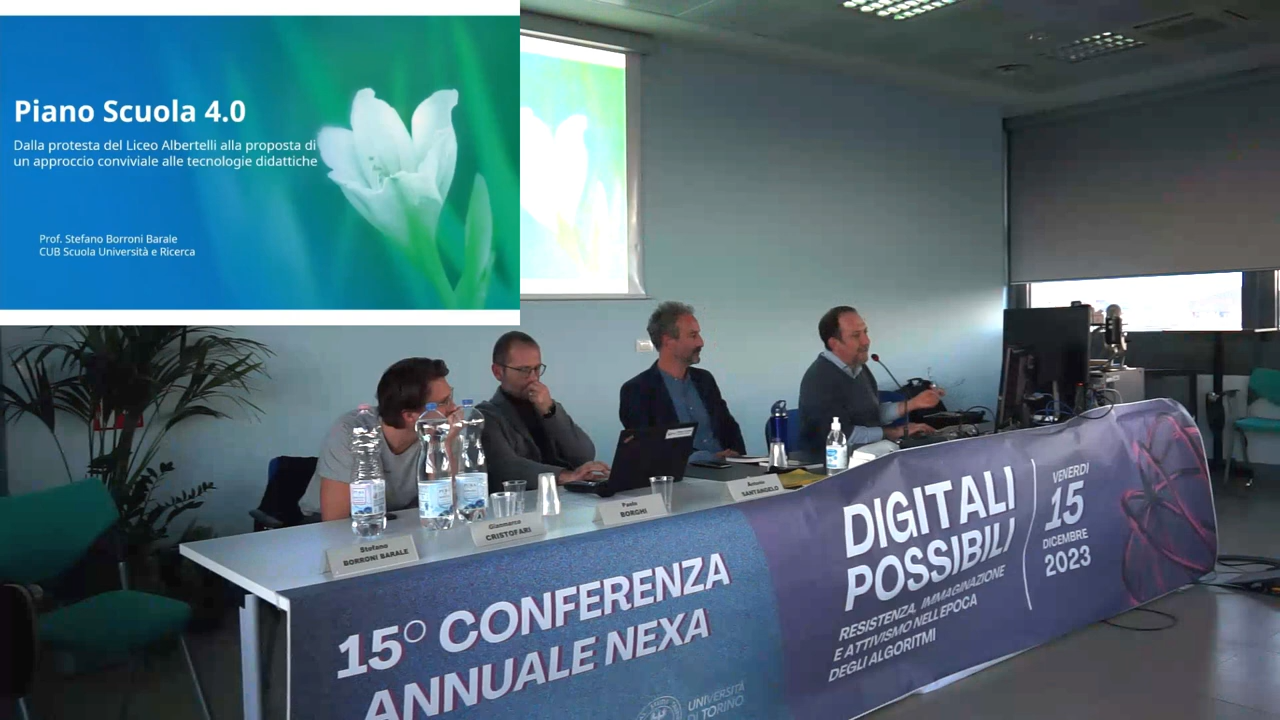 Piano Scuola 4.0
Dalla protesta del Liceo Albertelli alla proposta di
un approccio conviviale alle tecnologie didattiche
Prof. Stefano Borroni Barale
CUB Scuola Università e Ricerca
Stefano
BORRONI BARALE
Gianmarco
CRISTOFARI
Paolo
BORGHI
Antonio
SANTANGELO
15° CONFERENZA
ANNUALE NEXA
UNIVERSITÀ
DI TORINO
DIGITALI
POSSIBILI
RESISTENZA, IMMAGINAZIONE
E ATTIVISMO NELL'EPOCA
DEGLI ALGORITMI
VENERDÌ
15
DICEMBRE
2023